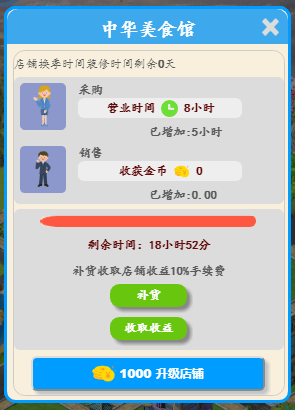 中华美食馆
店铺换季时间装修时间剩余0天
采购
营业时间 8小时
已增加:5小时
销售
收获金币 0
已增加:0.00
剩余时间：18小时52分
补货收取店铺收益10%手续费
补货
收取收益
1000 升级店铺